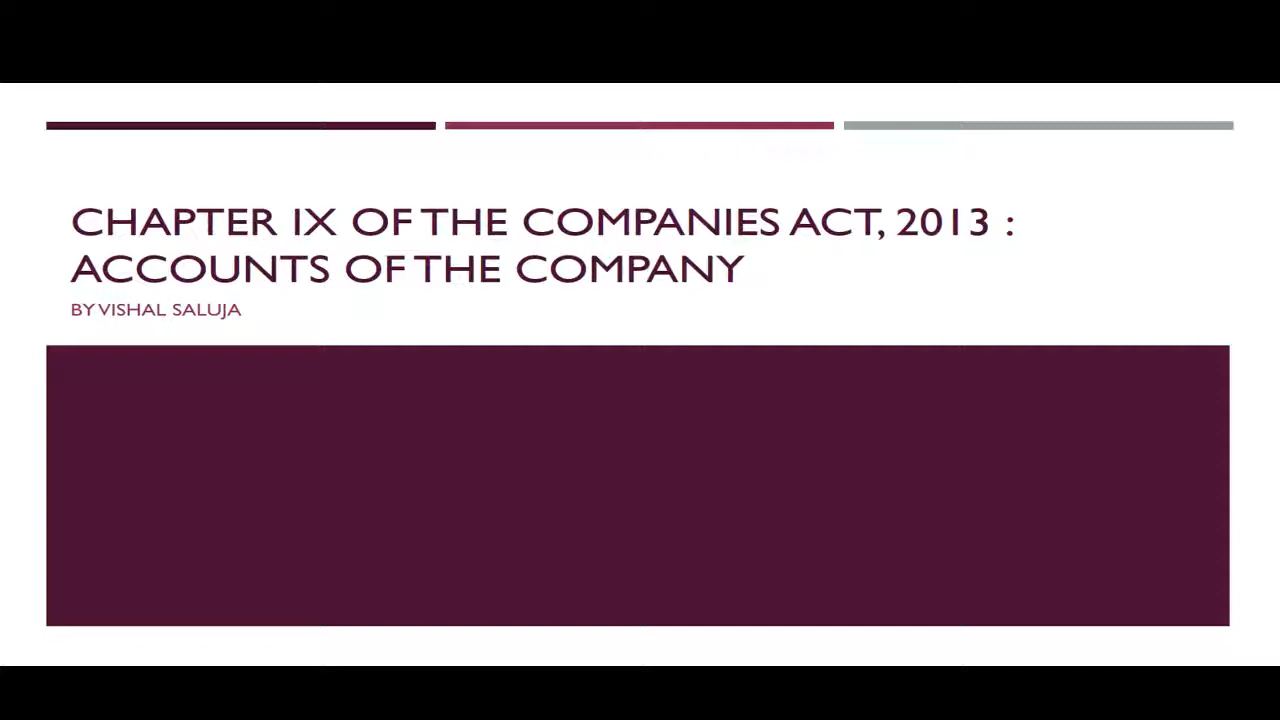 CHAPTER IX OF THE COMPANIES ACT, 2013 :
ACCOUNTS OF THE COMPANY
BY VISHAL SALUJA